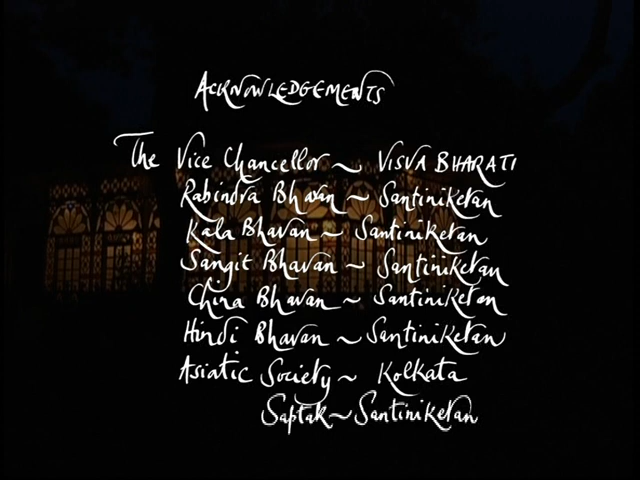 ACKNOWLEDGEMENTS
The Vice Chancellor ~ VISVA BHARATI
Rabindra Bhavan ~ Santiniketan
Kala Bhavan ~ Santiniketan
Sangit Bhavan ~ Santiniketan
China Bhavan ~ Santiniketan
Hindi Bhavan ~ Santiniketan
Asiatic Society ~ Kolkata
Saptak ~ Santiniketan